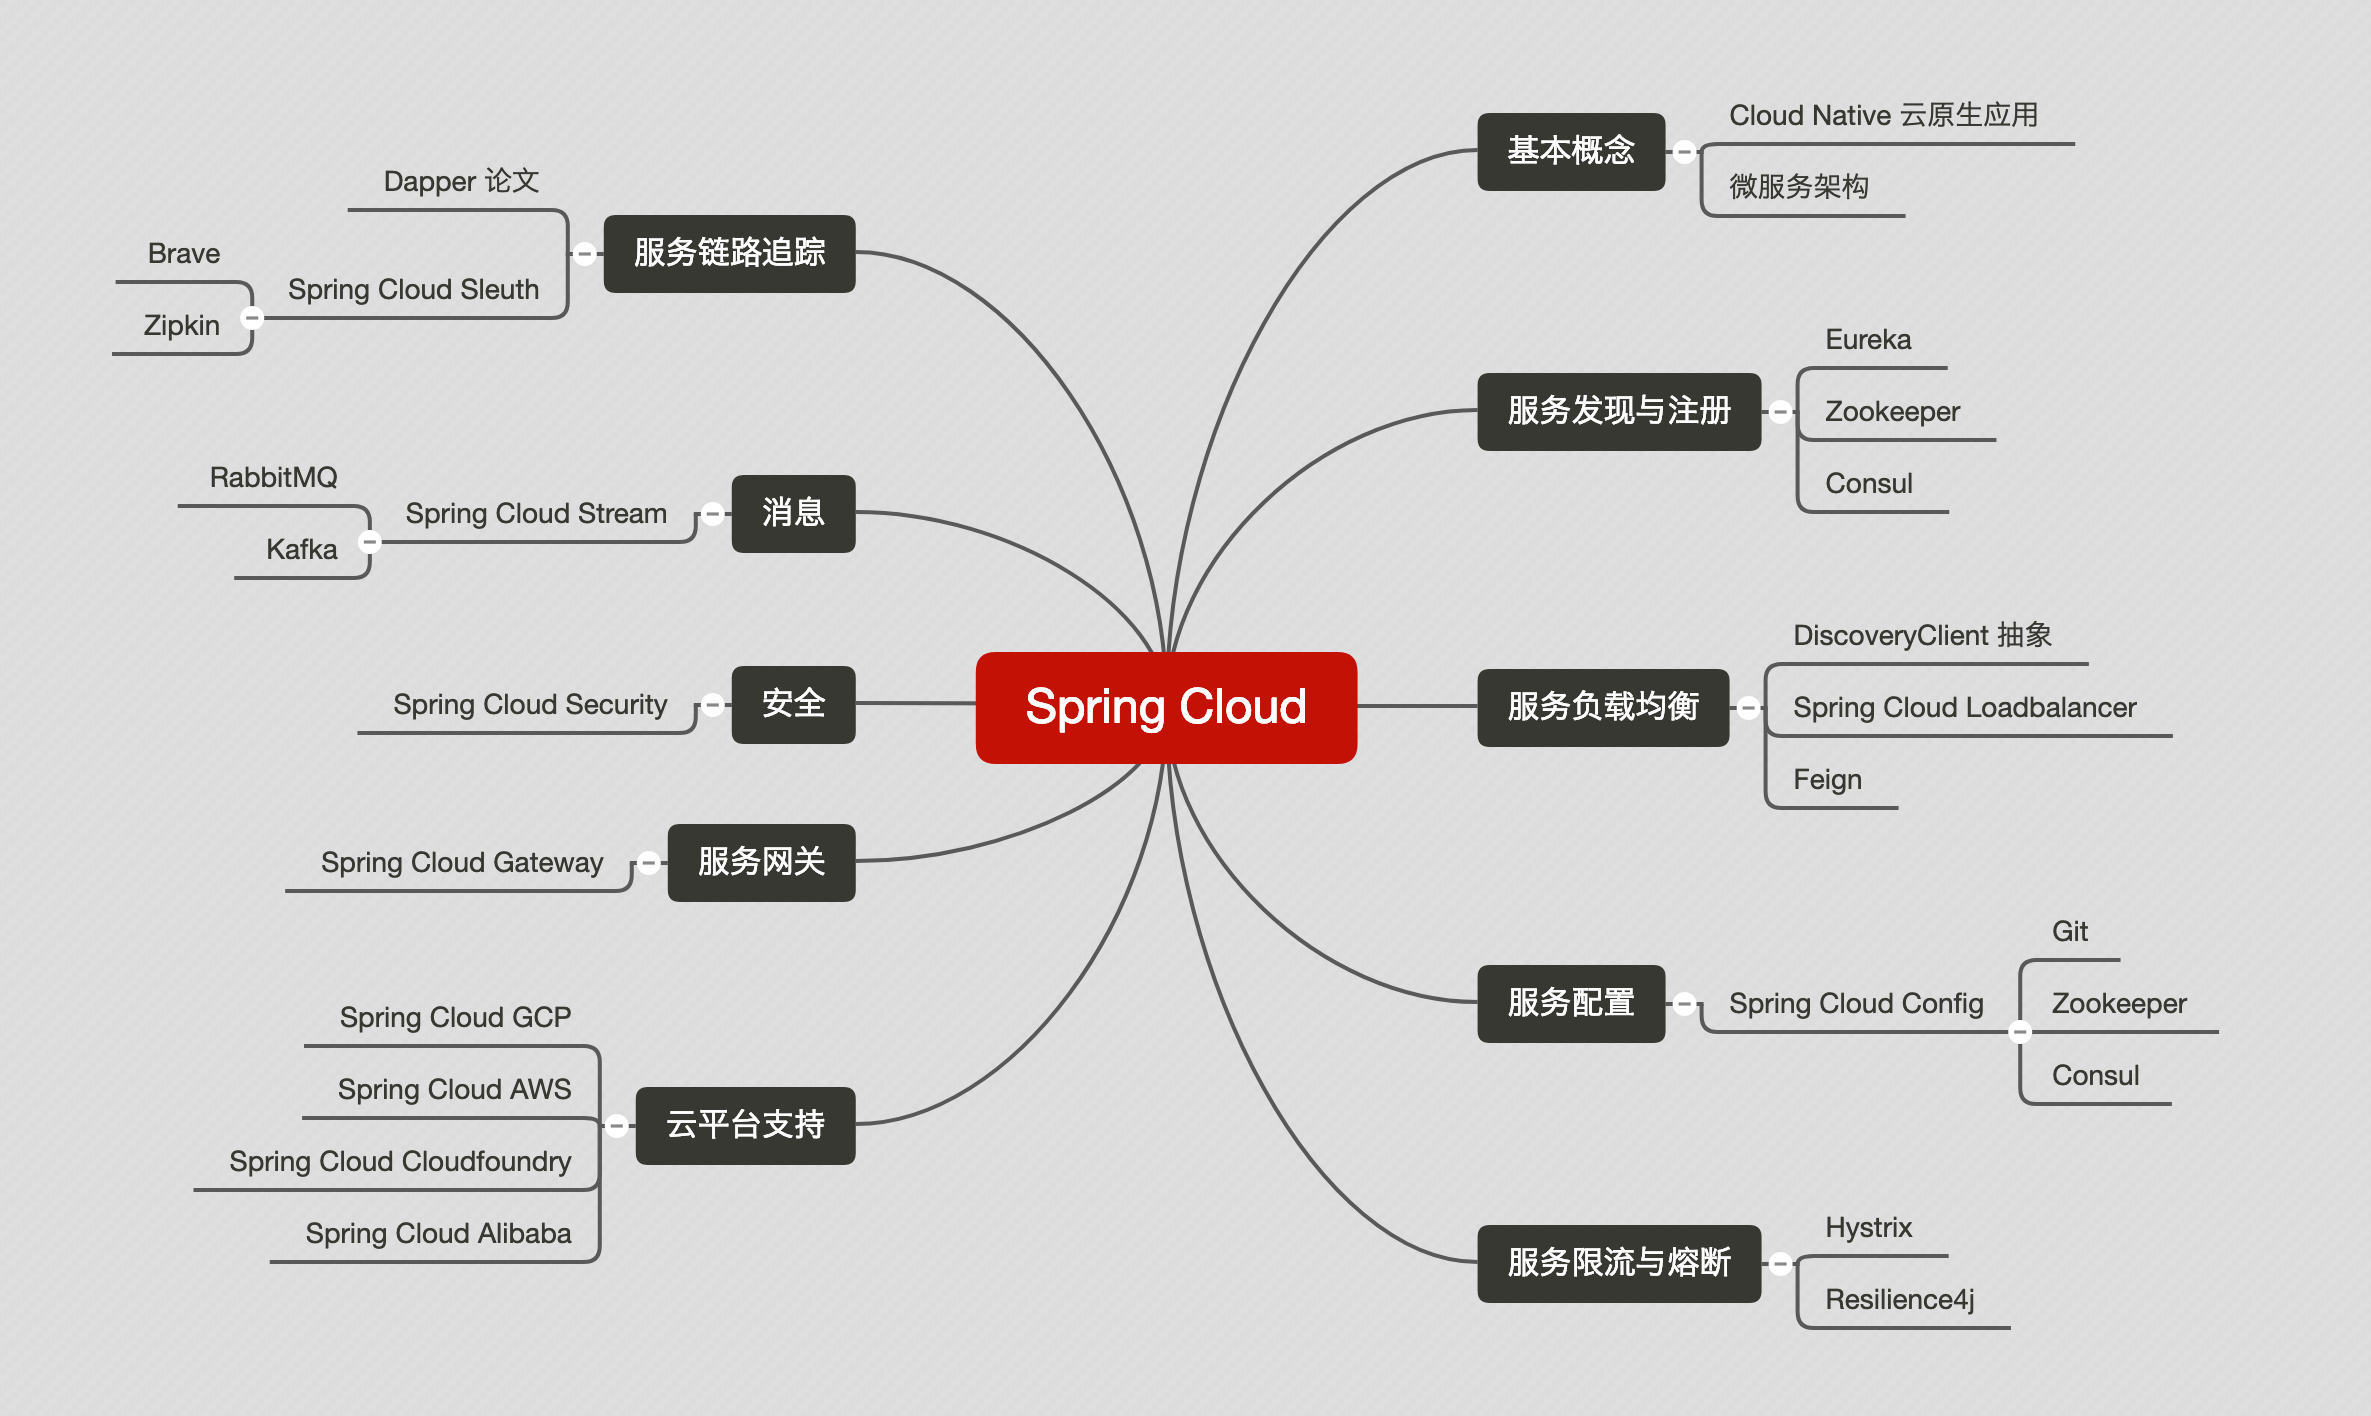 Spring Cloud
基本概念
Cloud Native 云原生应用
微服务架构
服务发现与注册
Eureka
Zookeeper
Consul
服务负载均衡
DiscoveryClient 抽象
Spring Cloud Loadbalancer
Feign
服务配置
Spring Cloud Config
Git
Zookeeper
Consul
服务限流与熔断
Hystrix
Resilience4j
服务链路追踪
Dapper 论文
Spring Cloud Sleuth
Brave
Zipkin
消息
Spring Cloud Stream
RabbitMQ
Kafka
安全
Spring Cloud Security
服务网关
Spring Cloud Gateway
云平台支持
Spring Cloud GCP
Spring Cloud AWS
Spring Cloud Cloudfoundry
Spring Cloud Alibaba